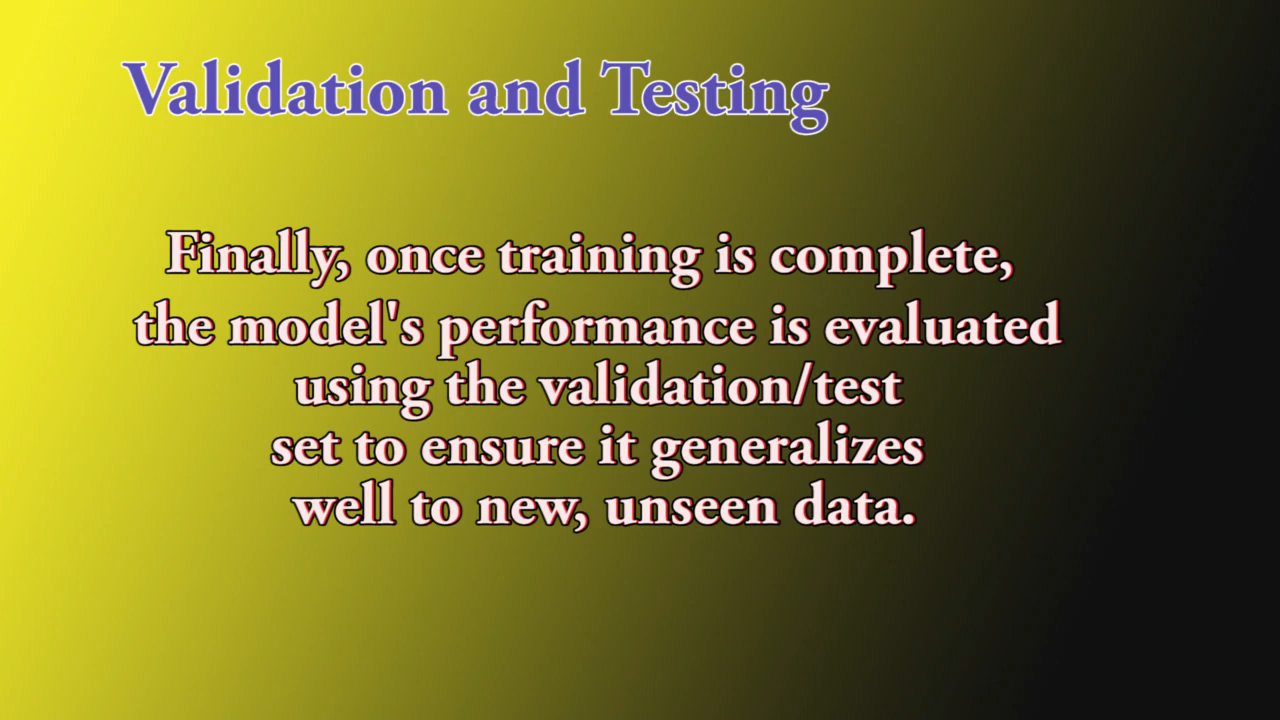 Validation and Testing
Finally, once training is complete,
the model's performance is evaluated
using the validation/test
set to ensure it generalizes
well to new, unseen data.